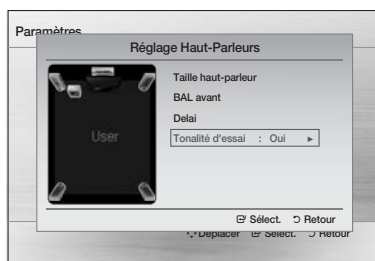 Paramètres
Réglage Haut-Parleurs
Taille haut-parleur
BAL avant
Delai
Tonalité d'essai : Oui ►
User
Sélect. Retour
Déplacer Sélect. Retour